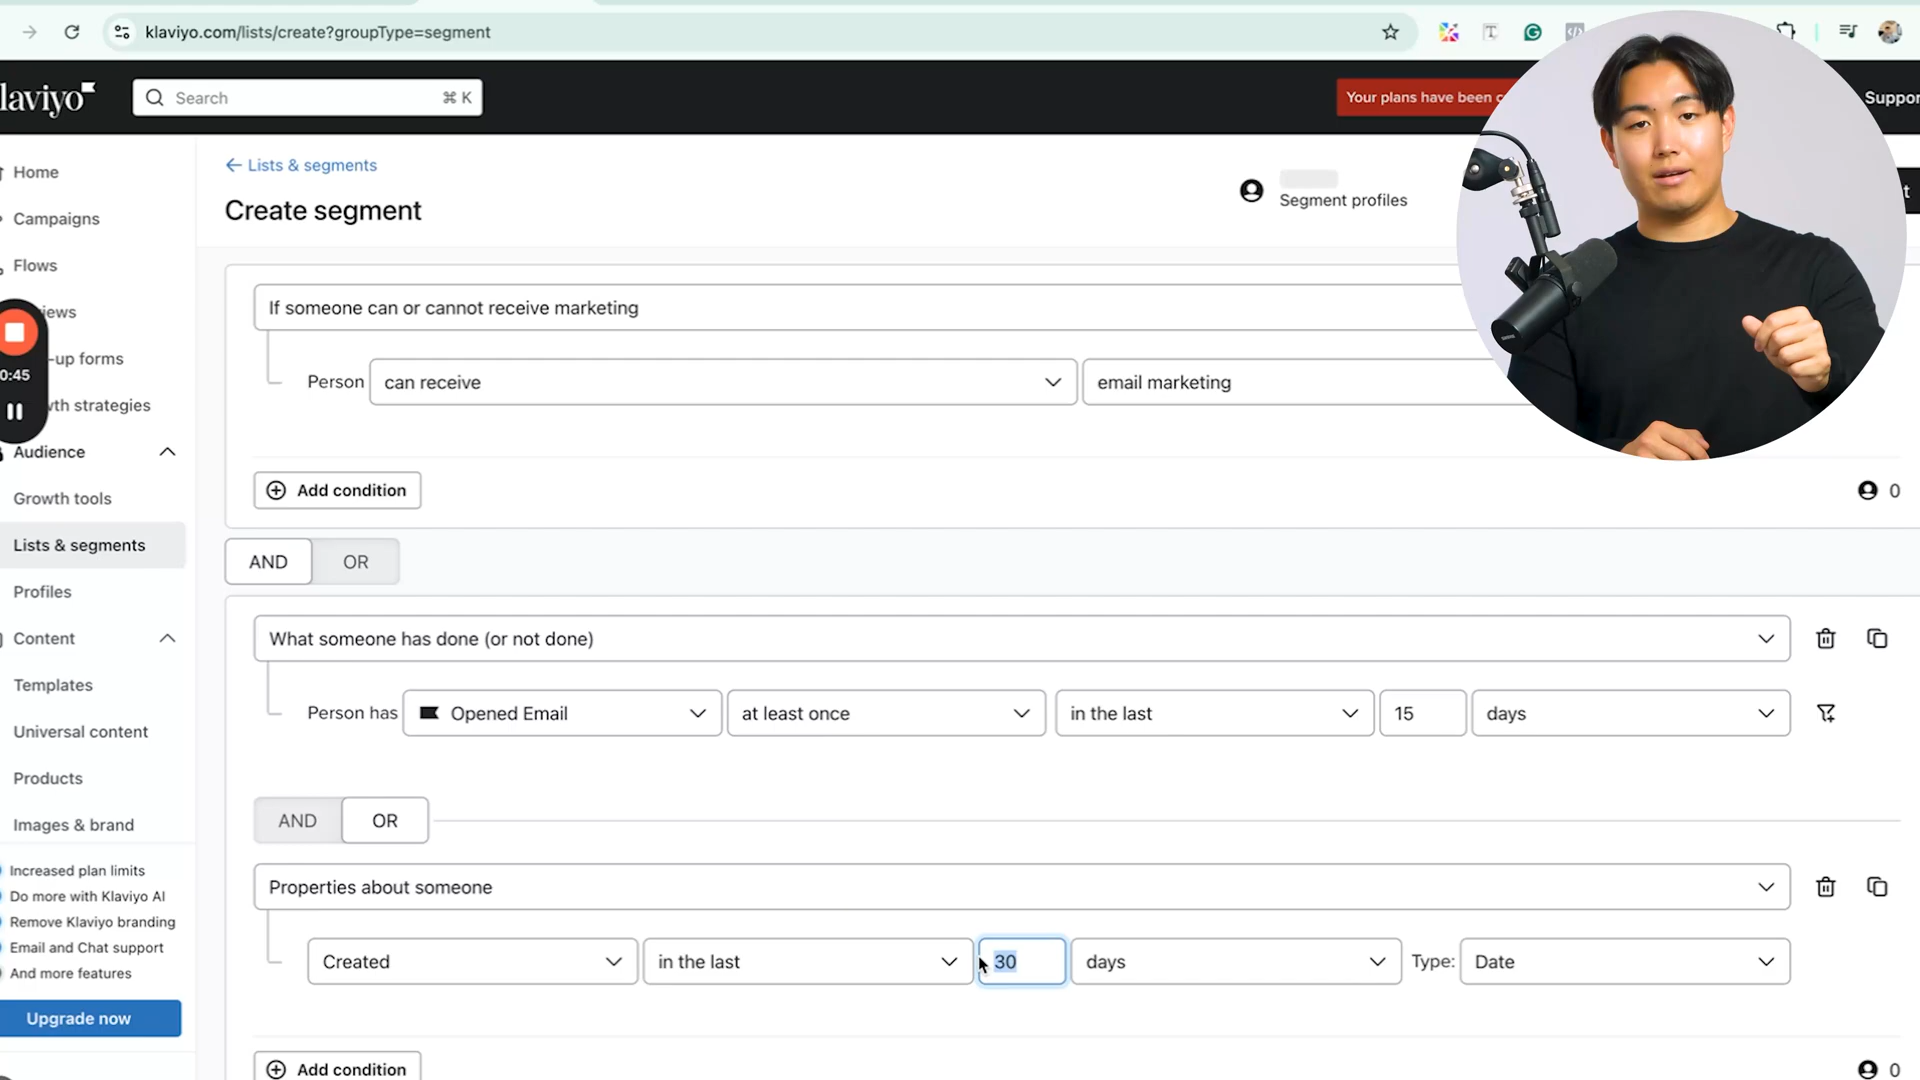 klaviyo.com/lists/create?groupType=segment
laviyo
Search
⌘ K
Your plans have been
Suppor
Home
Campaigns
Flows
iews
-up forms
wth strategies
0:45
Audience
Growth tools
Lists & segments
Profiles
Content
Templates
Universal content
Products
Images & brand
Increased plan limits
Do more with Klaviyo AI
Remove Klaviyo branding
Email and Chat support
And more features
Upgrade now
← Lists & segments
Create segment
Segment profiles
If someone can or cannot receive marketing
Person can receive email marketing
Add condition
0
AND OR
What someone has done (or not done)
Person has Opened Email at least once in the last 15 days
AND OR
Properties about someone
Created in the last 30 days Type: Date
Add condition
0